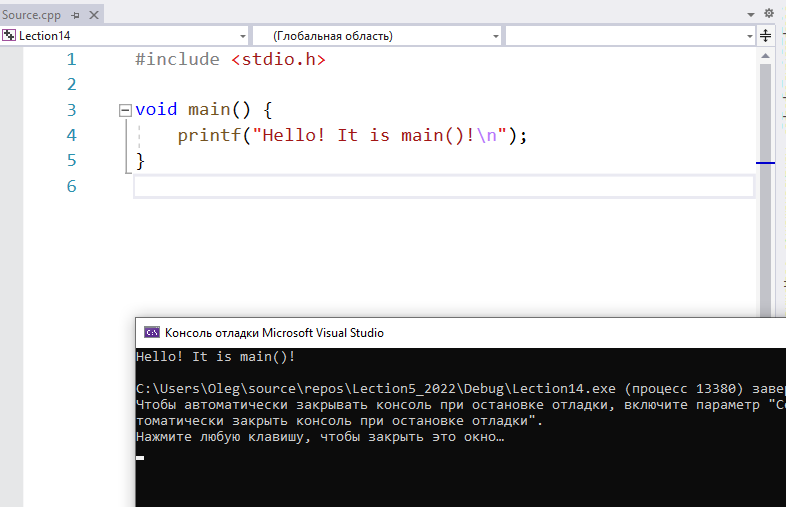 Source.cpp
Lection14 (Глобальная область)
1 #include <stdio.h>
2
3 void main() {
4 printf("Hello! It is main()!\n");
5 }
6
Консоль отладки Microsoft Visual Studio
Hello! It is main()!
C:\Users\Oleg\source\repos\Lection5_2022\Debug\Lection14.exe (процесс 13380)
Чтобы автоматически закрывать консоль при остановке отладки, включите параметр
томатически закрыть консоль при остановке отладки".
Нажмите любую клавишу, чтобы закрыть это окно…